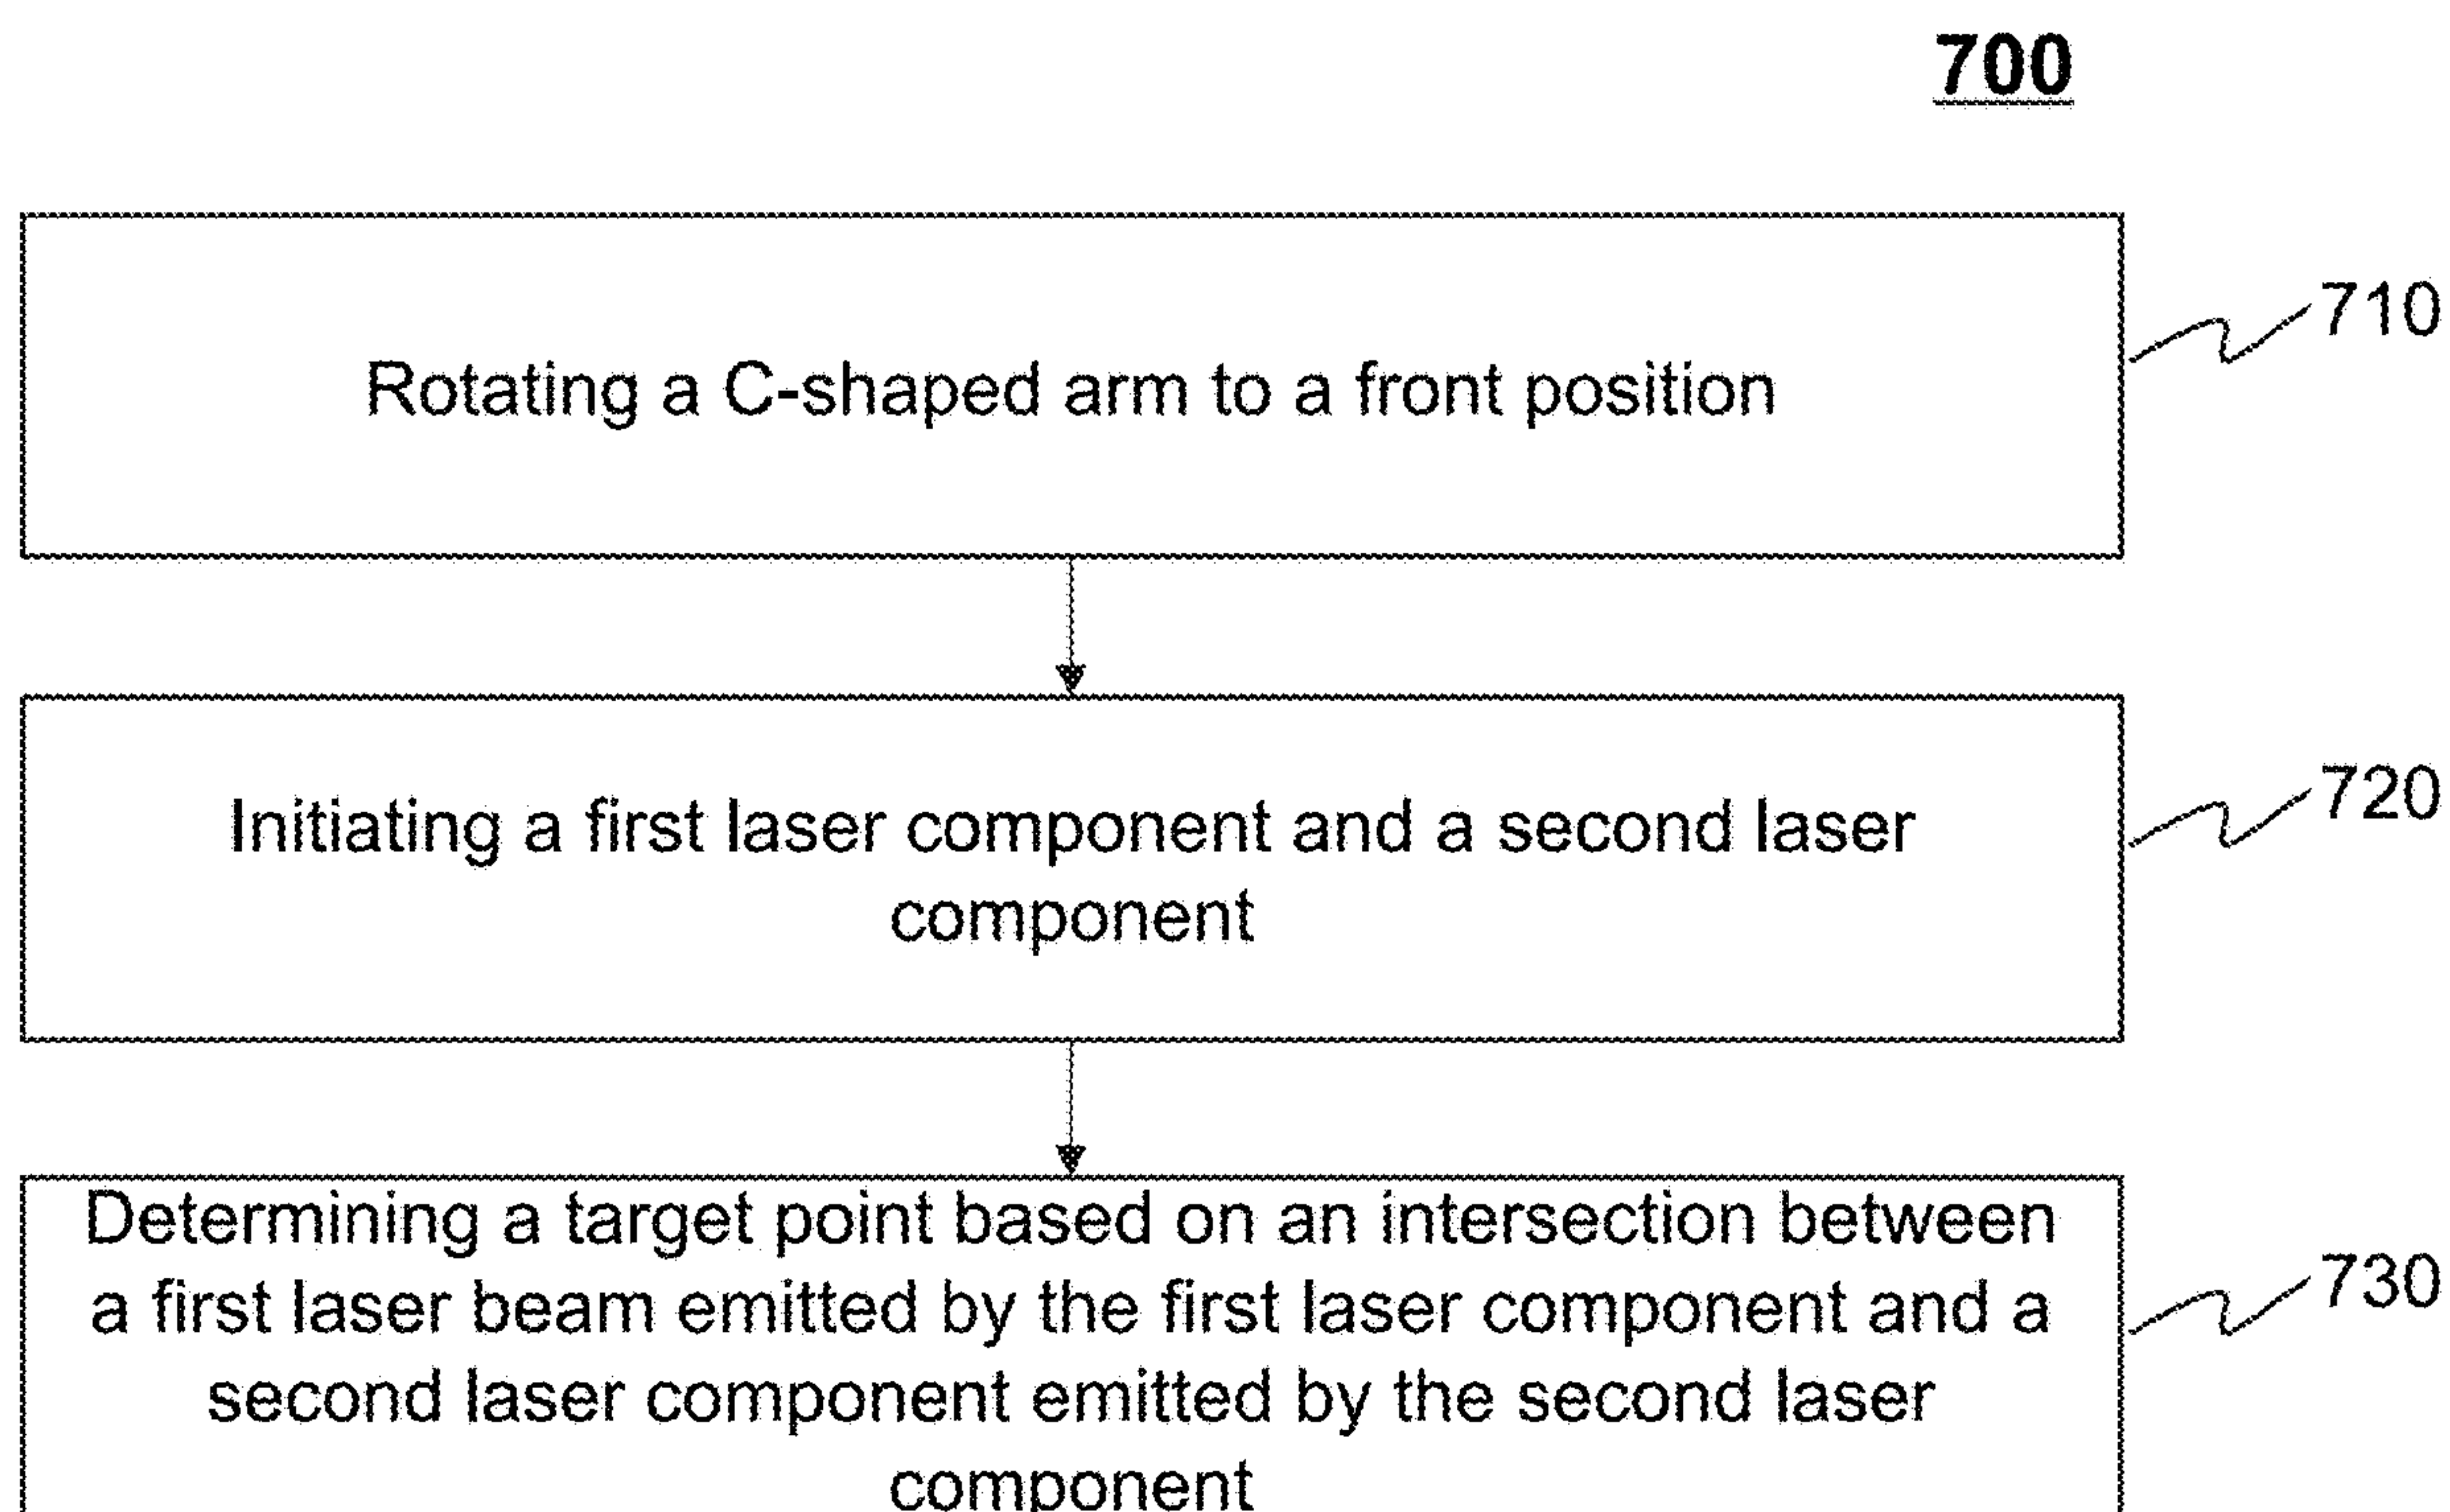 700
Rotating a C-shaped arm to a front position
710
Initiating a first laser component and a second laser
component
720
Determining a target point based on an intersection between
a first laser beam emitted by the first laser component and a
second laser component emitted by the second laser
component
730